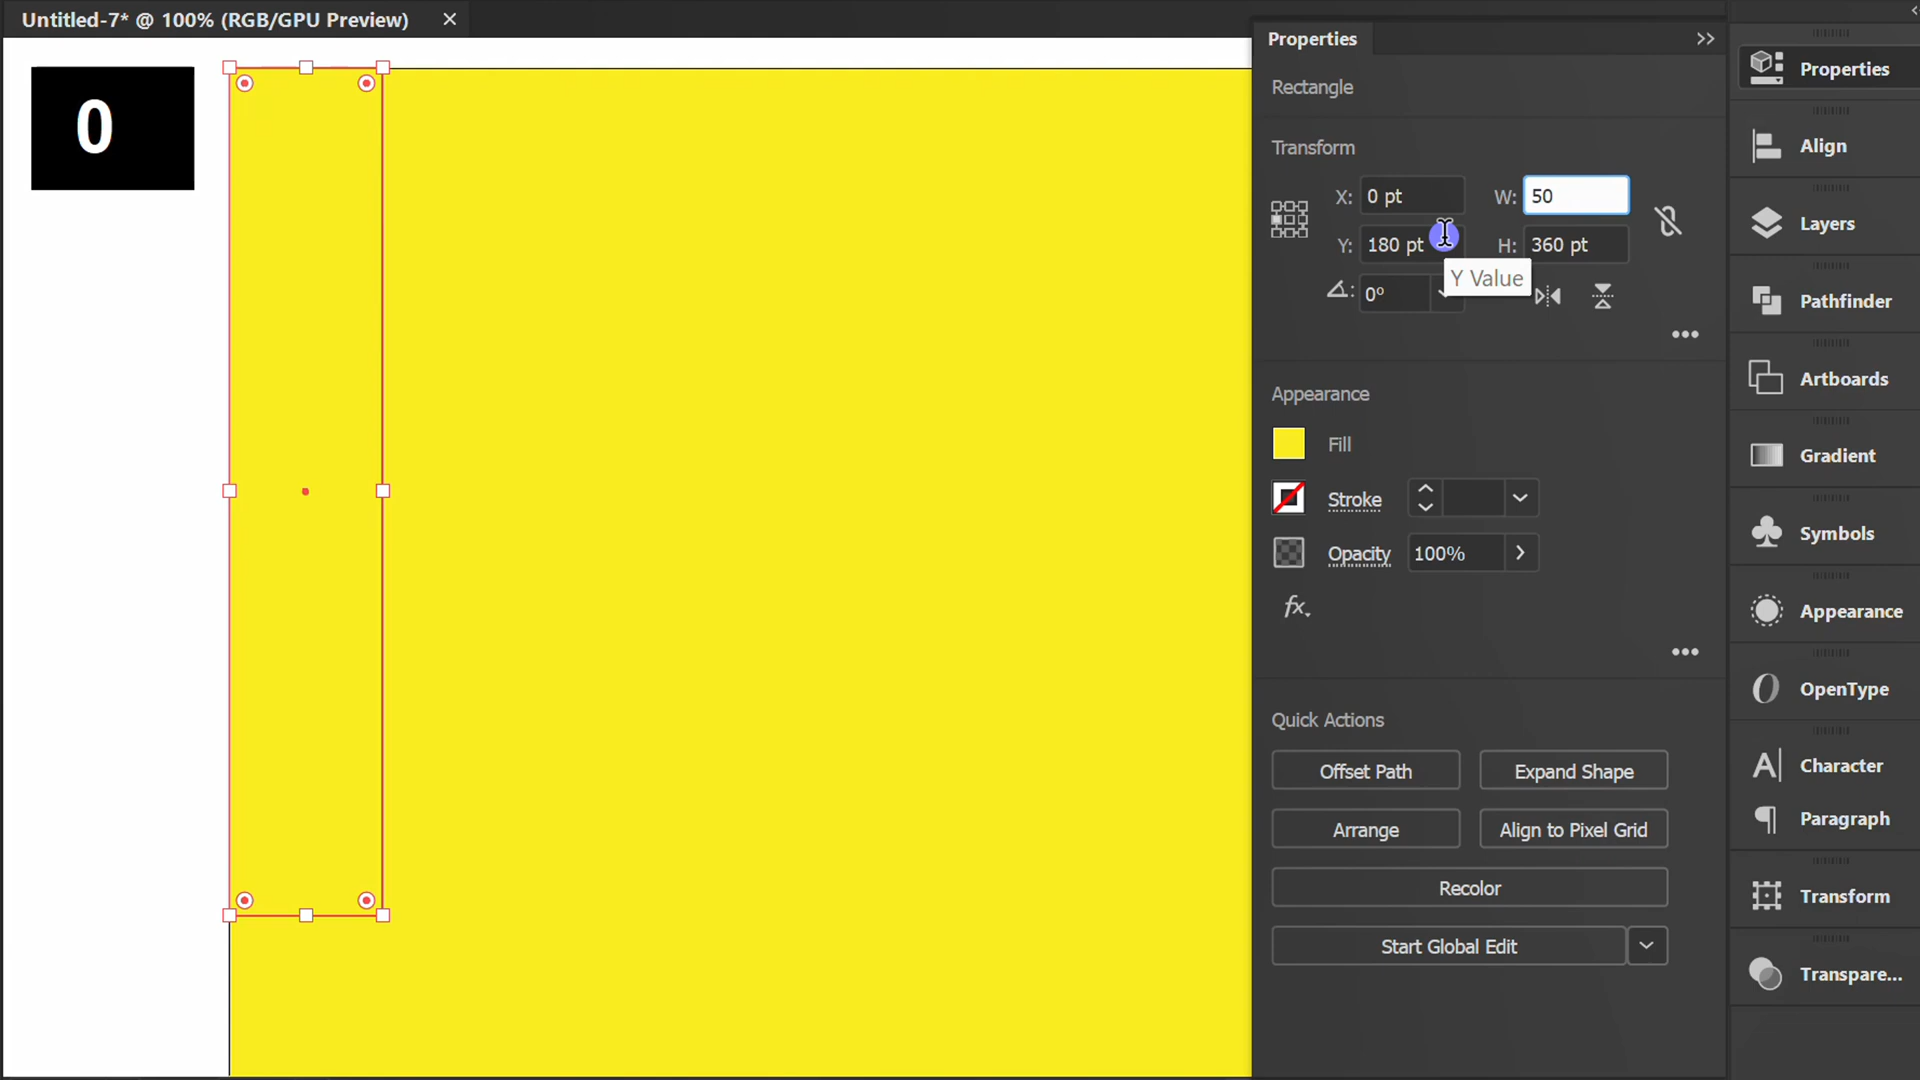 Untitled-7* @ 100% (RGB/GPU Preview) ×
0
Properties
Rectangle
Transform
X: 0 pt W: 50
Y: 180 pt H: 360 pt
Y Value
0°
Appearance
Fill
Stroke
Opacity 100%
fx
Quick Actions
Offset Path Expand Shape
Arrange Align to Pixel Grid
Recolor
Start Global Edit
Properties
Align
Layers
Pathfinder
Artboards
Gradient
Symbols
Appearance
OpenType
Character
Paragraph
Transform
Transpare...